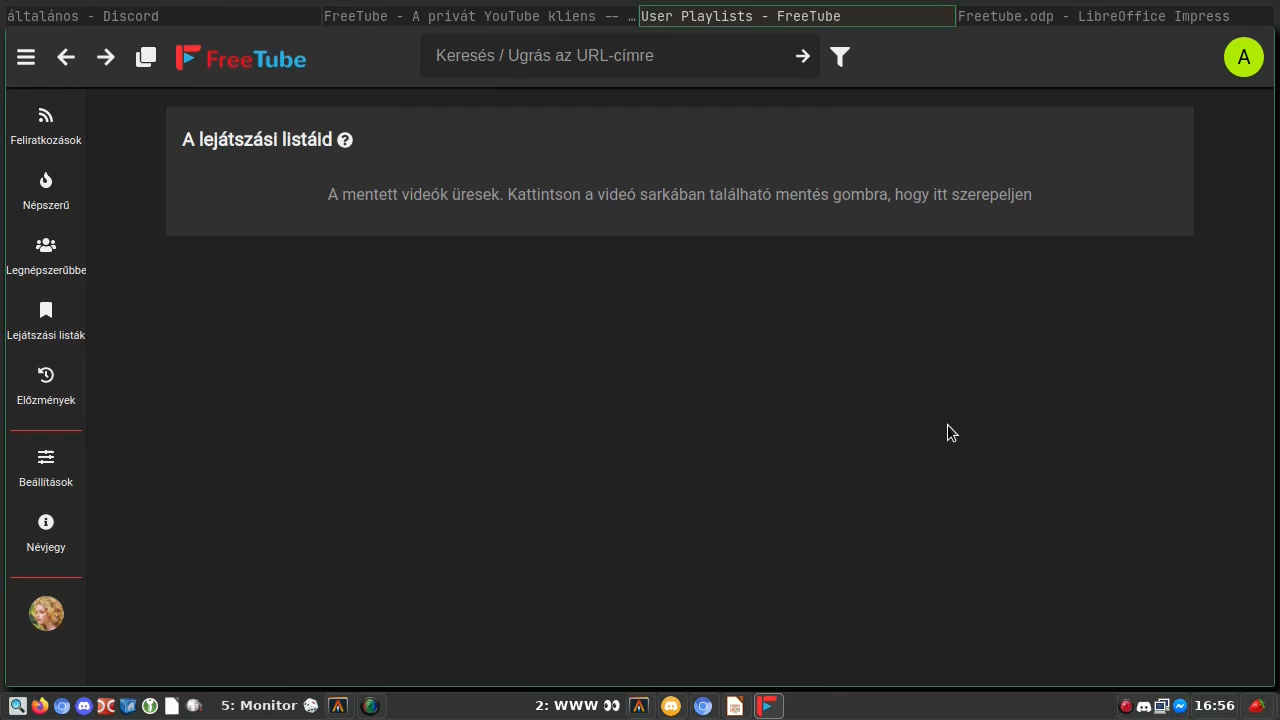 általános - Discord
FreeTube - A privát YouTube kliens -- …
User Playlists - FreeTube
Freetube.odp - LibreOffice Impress
FreeTube
Keresés / Ugrás az URL-címre
A
Feliratkozások
Népszerű
Legnépszerűbbe
Lejátszási listák
Előzmények
Beállítások
Névjegy
A lejátszási listáid
A mentett videók üresek. Kattintson a videó sarkában található mentés gombra, hogy itt szerepeljen
5: Monitor
2: WWW
16:56